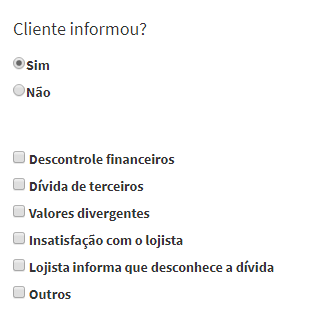 Cliente informou?
Sim
Não
Descontrole financeiros
Dívida de terceiros
Valores divergentes
Insatisfação com o lojista
Lojista informa que desconhece a dívida
Outros